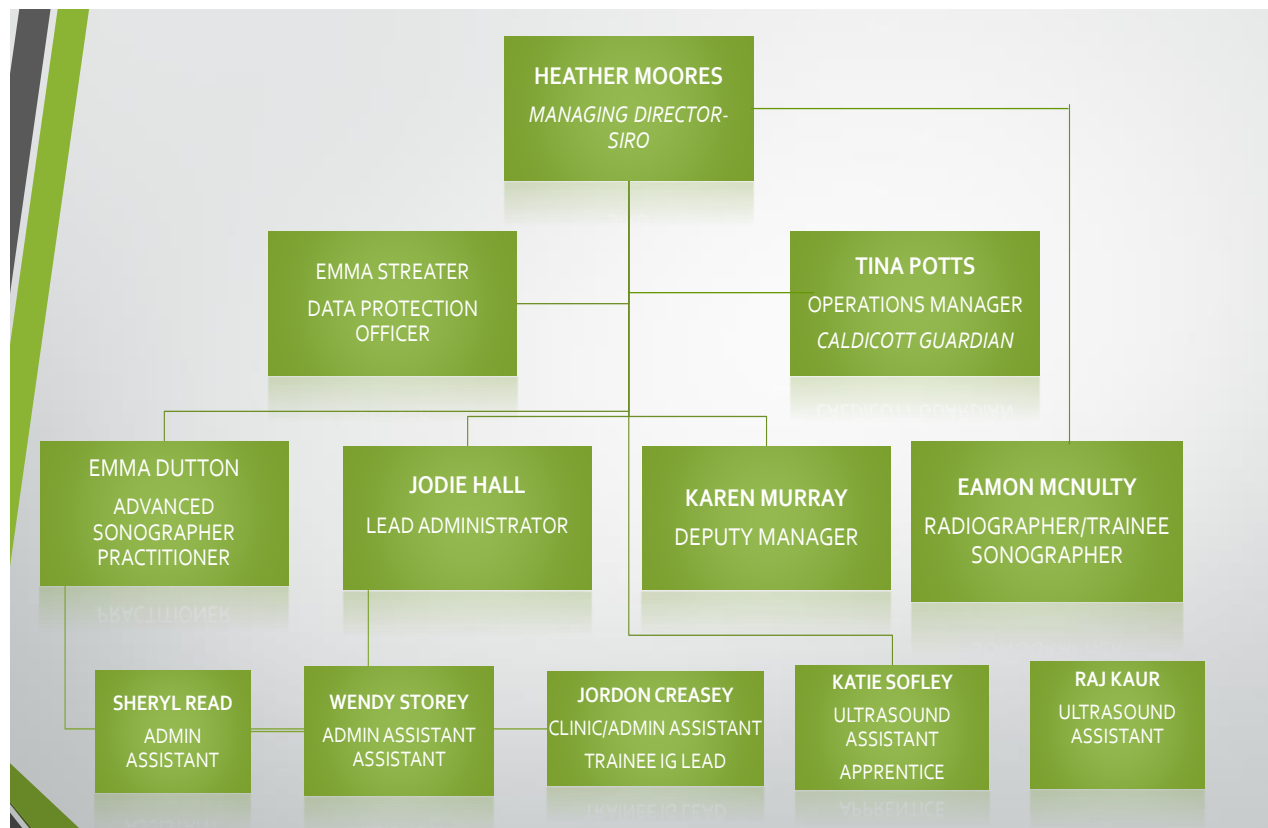 HEATHER MOORES
MANAGING DIRECTOR-
SIRO
EMMA STREATER
DATA PROTECTION
OFFICER
TINA POTTS
OPERATIONS MANAGER
CALDICOTT GUARDIAN
EMMA DUTTON
ADVANCED
SONOGRAPHER
PRACTITIONER
JODIE HALL
LEAD ADMINISTRATOR
KAREN MURRAY
DEPUTY MANAGER
EAMON MCNULTY
RADIOGRAPHER/TRAINEE
SONOGRAPHER
SHERYL READ
ADMIN
ASSISTANT
WENDY STOREY
ADMIN ASSISTANT
ASSISTANT
JORDON CREASEY
CLINIC/ADMIN ASSISTANT
TRAINEE IG LEAD
KATIE SOFLEY
ULTRASOUND
ASSISTANT
APPRENTICE
RAJ KAUR
ULTRASOUND
ASSISTANT